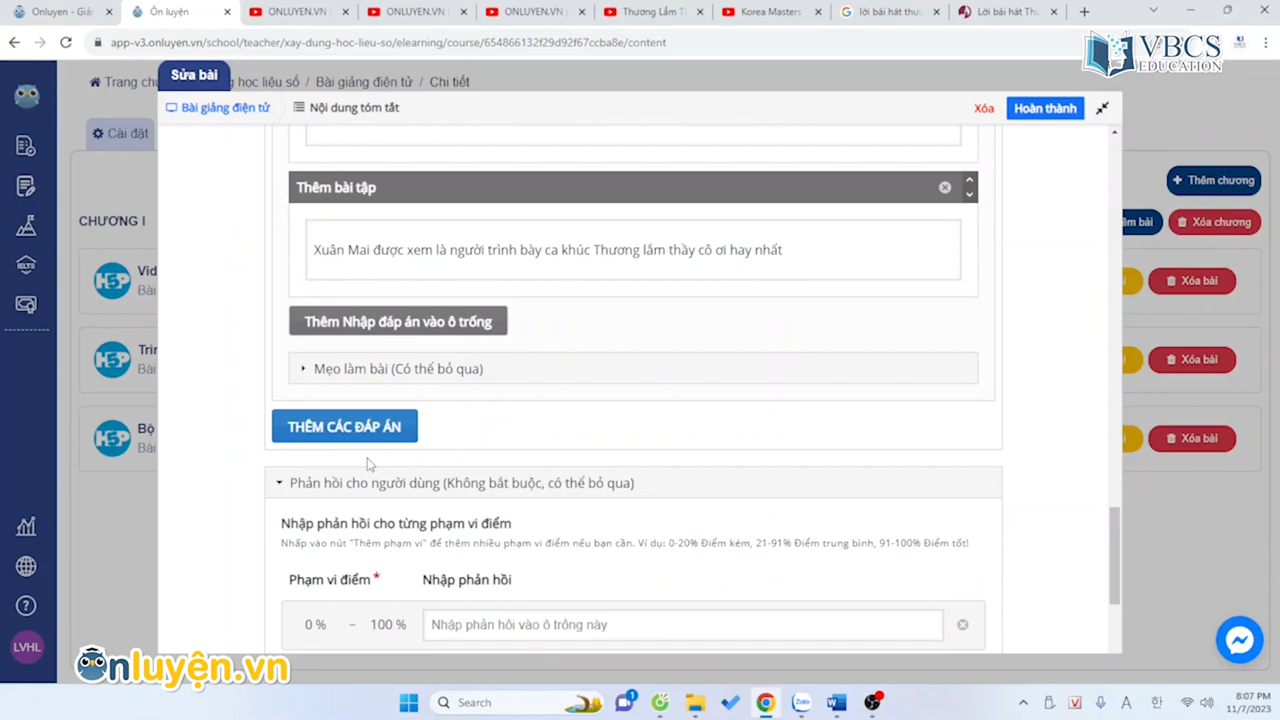 Onluyen - Giải
Ôn luyện
ONLUYEN.VN
ONLUYEN.VN
ONLUYEN.VN
Thương Lắm T
Korea Masters
lời bài hát thư
Lời bài hát Th
app-v3.onluyen.vn/school/teacher/xay-dung-hoc-lieu-so/elearning/course/654866132f29d92f67ccba8e/content
VBCS
EDUCATION
Trang ch
Sửa bài
g học liệu số / Bài giảng điện tử / Chi tiết
Bài giảng điện tử
Nội dung tóm tắt
Xóa
Hoàn thành
Cài đặt
Thêm bài tập
Thêm chương
CHƯƠNG I
Xóa chương
Xuân Mai được xem là người trình bày ca khúc Thương lắm thầy cô ơi hay nhất
H5P
Vid
Bài
Xóa bài
Thêm Nhập đáp án vào ô trống
H5P
Bài
Xóa bài
Mẹo làm bài (Có thể bỏ qua)
THÊM CÁC ĐÁP ÁN
H5P
Bộ
Bài
Xóa bài
Phản hồi cho người dùng (Không bắt buộc, có thể bỏ qua)
Nhập phản hồi cho từng phạm vi điểm
Nhấp vào nút "Thêm phạm vi" để thêm nhiều phạm vi điểm nếu bạn cần. Ví dụ: 0-20% Điểm kém, 21-91% Điểm trung bình, 91-100% Điểm tốt!
Phạm vi điểm *
Nhập phản hồi
0 % – 100 %
Nhập phản hồi vào ô trống này
LVHL
Onluyện.vn
Search
8:07 PM
11/7/2023